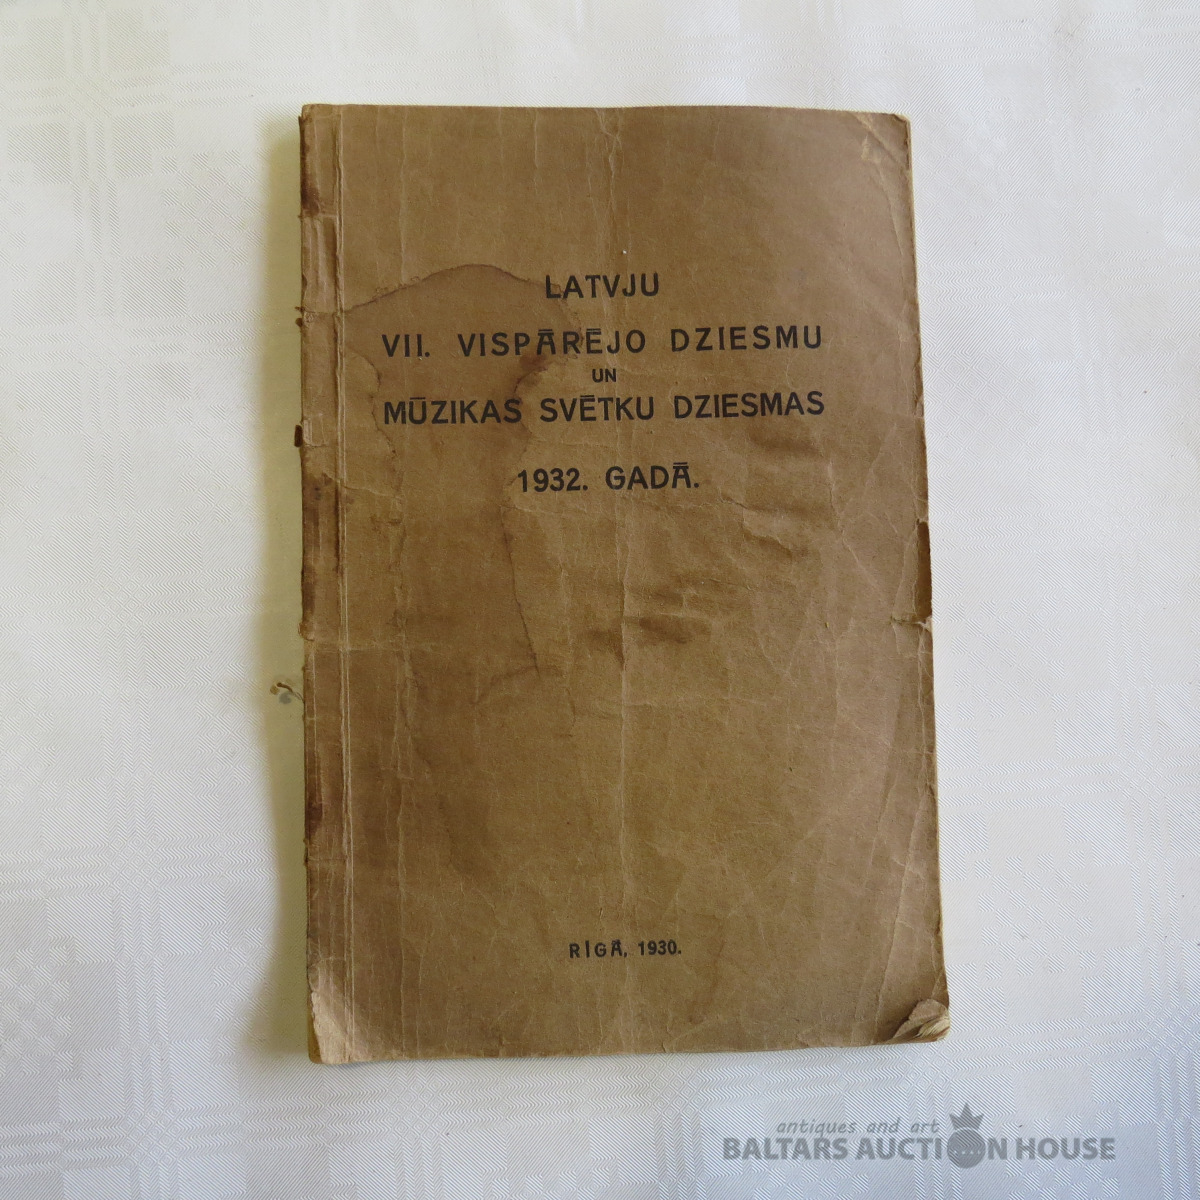 LATVJU
VII. VISPĀRĒJO DZIESMU
UN
MŪZIKAS SVĒTKU DZIESMAS
1932. GADĀ.
RĪGĀ, 1930.
antiques and art
BALTARS AUCTION HOUSE